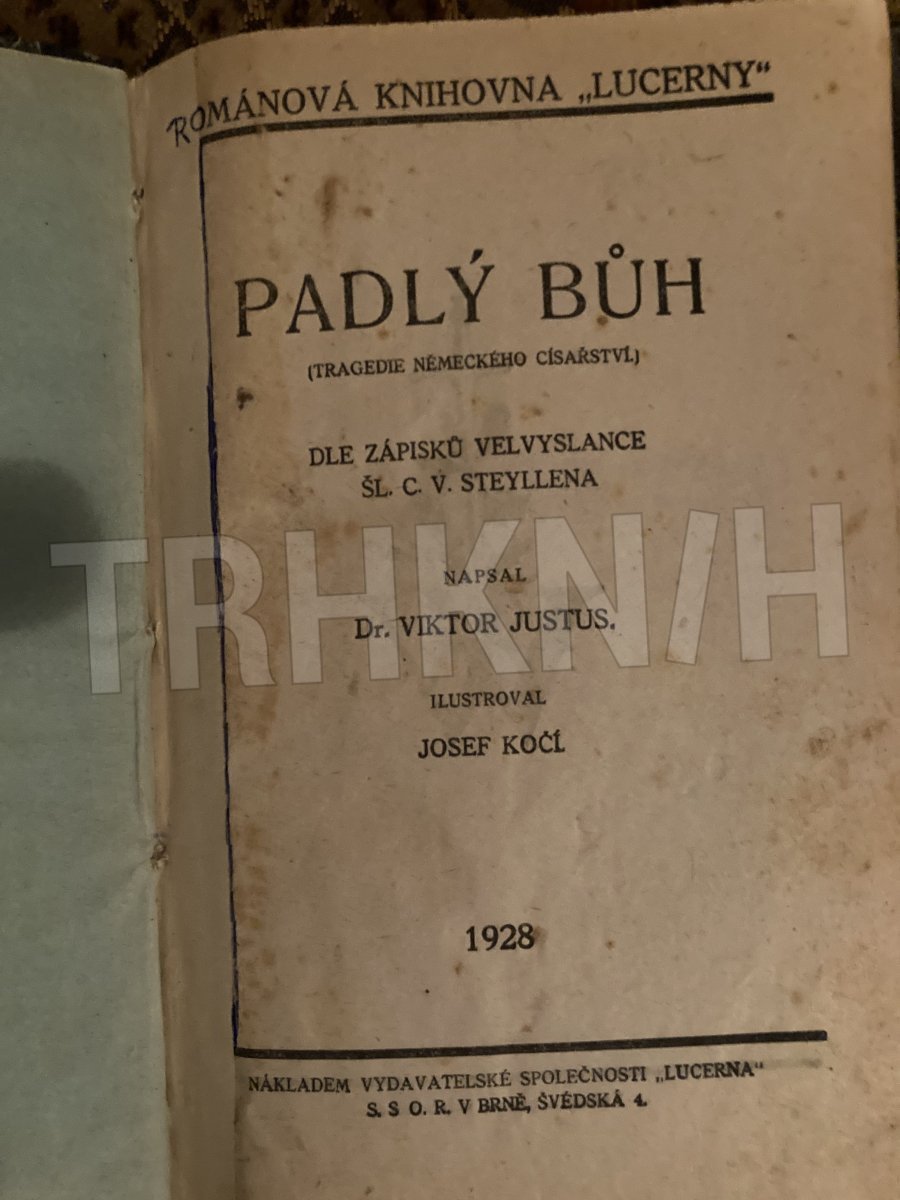 ROMÁNOVÁ KNIHOVNA „LUCERNY“
PADLÝ BŮH
(TRAGEDIE NĚMECKÉHO CÍSAŘSTVÍ.)
DLE ZÁPISKŮ VELVYSLANCE
ŠL. C. V. STEYLLENA
TRHKN/H
NAPSAL
Dr. VIKTOR JUSTUS.
ILUSTROVAL
JOSEF KOČÍ.
1928
NÁKLADEM VYDAVATELSKÉ SPOLEČNOSTI „LUCERNA“
S. S O. R. V BRNĚ, ŠVÉDSKÁ 4.